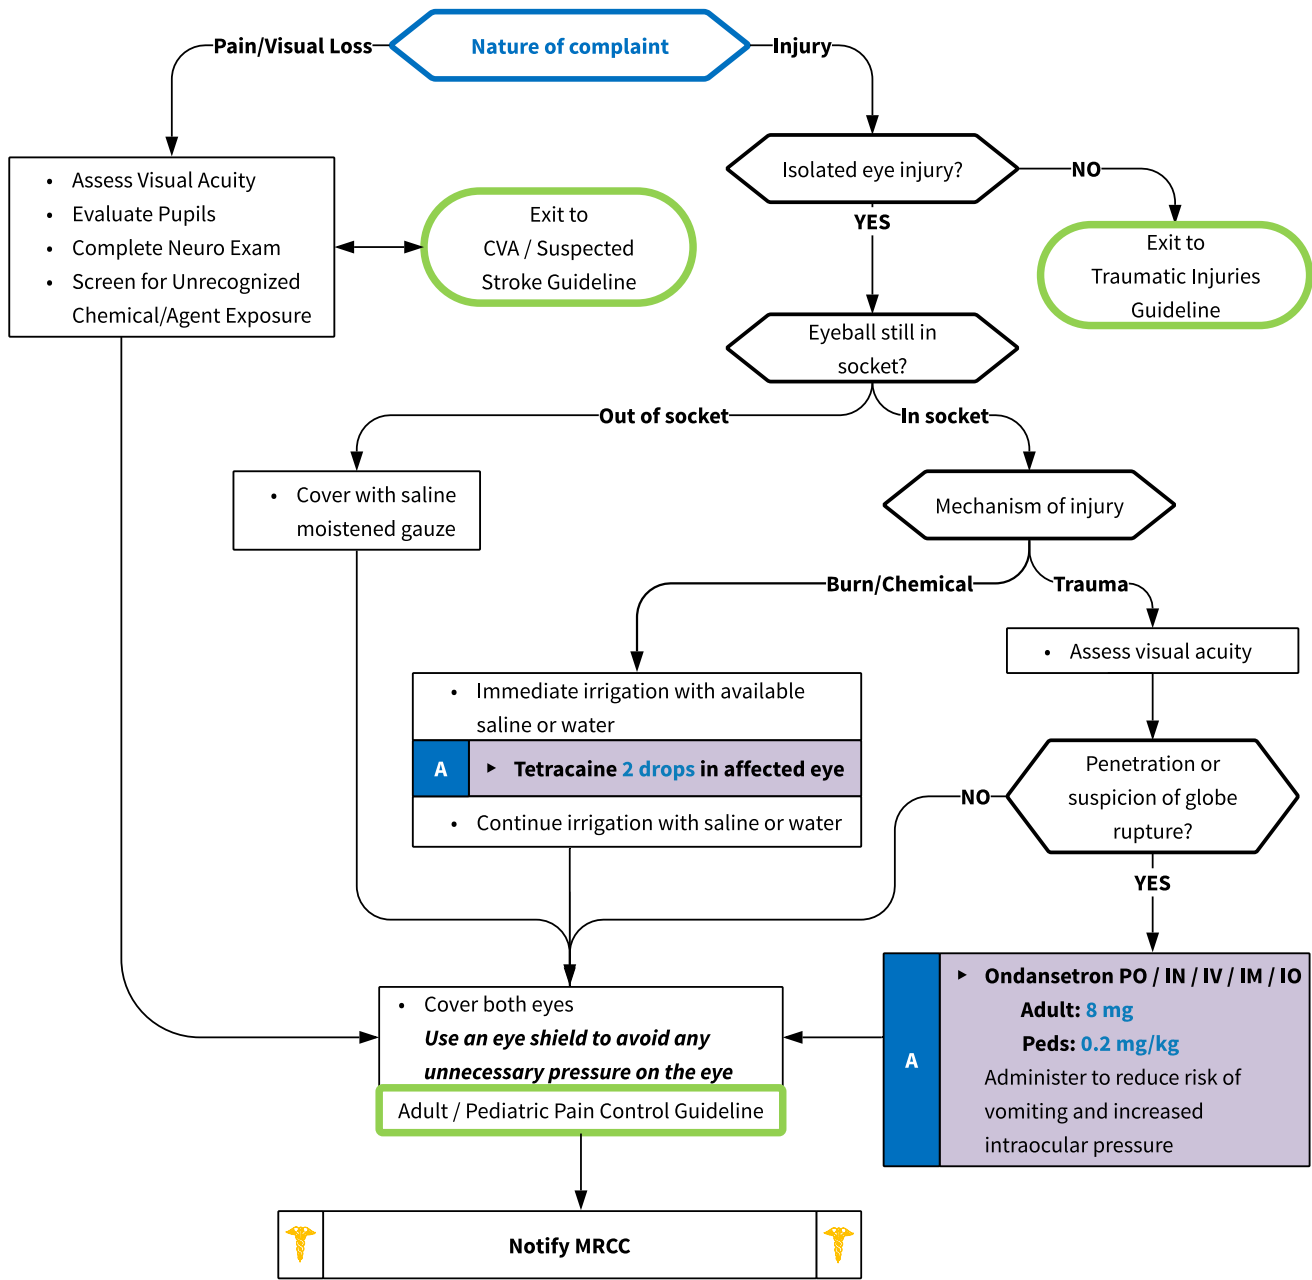 Nature of complaint
Pain/Visual Loss
Injury
• Assess Visual Acuity
• Evaluate Pupils
• Complete Neuro Exam
• Screen for Unrecognized
Chemical/Agent Exposure
Exit to
CVA / Suspected
Stroke Guideline
Isolated eye injury?
NO
Exit to
Traumatic Injuries
Guideline
YES
Eyeball still in
socket?
Out of socket
In socket
• Cover with saline
moistened gauze
Mechanism of injury
Burn/Chemical
Trauma
• Immediate irrigation with available
saline or water
A
▸ Tetracaine 2 drops in affected eye
• Continue irrigation with saline or water
• Assess visual acuity
Penetration or
suspicion of globe
rupture?
NO
YES
A
▸ Ondansetron PO / IN / IV / IM / IO
Adult: 8 mg
Peds: 0.2 mg/kg
Administer to reduce risk of
vomiting and increased
intraocular pressure
• Cover both eyes
Use an eye shield to avoid any
unnecessary pressure on the eye
Adult / Pediatric Pain Control Guideline
Notify MRCC